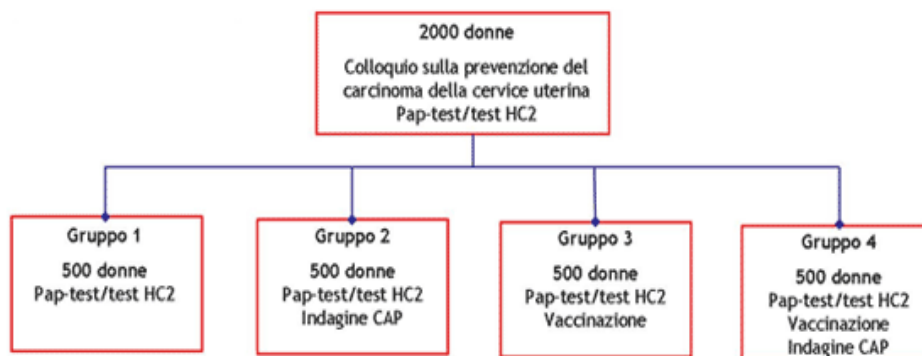 2000 donne
Colloquio sulla prevenzione del
carcinoma della cervice uterina
Pap-test/test HC2
Gruppo 1
500 donne
Pap-test/test HC2
Gruppo 2
500 donne
Pap-test/test HC2
Indagine CAP
Gruppo 3
500 donne
Pap-test/test HC2
Vaccinazione
Gruppo 4
500 donne
Pap-test/test HC2
Vaccinazione
Indagine CAP